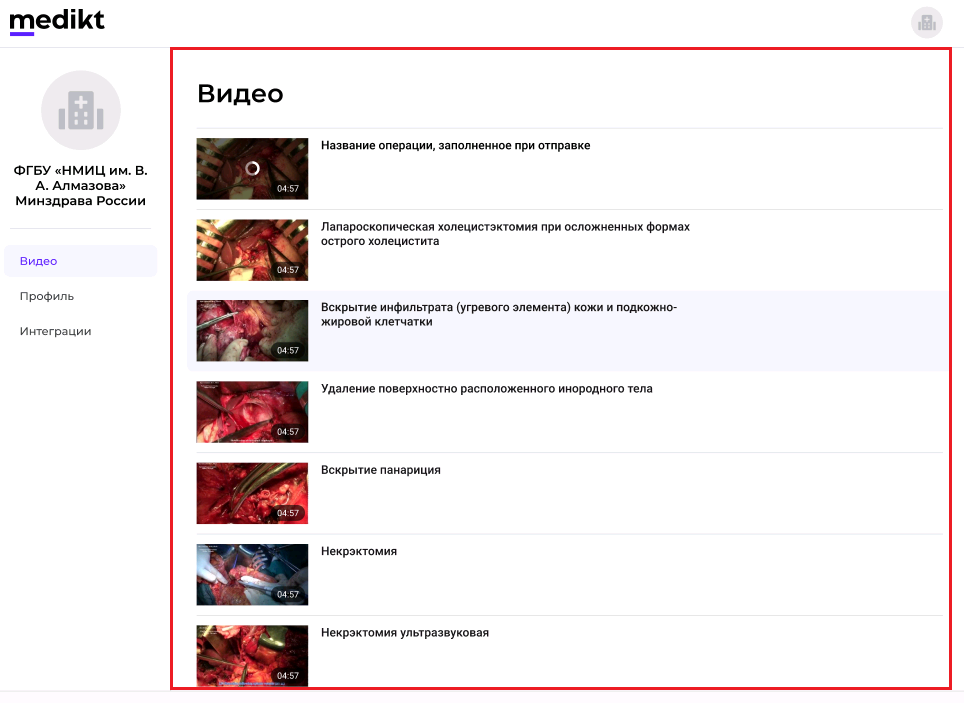 medikt
ФГБУ «НМИЦ им. В.
А. Алмазова»
Минздрава России
Видео
Профиль
Интеграции
Видео
04:57
Название операции, заполненное при отправке
04:57
Лапароскопическая холецистэктомия при осложненных формах
острого холецистита
04:57
Вскрытие инфильтрата (угревого элемента) кожи и подкожно-
жировой клетчатки
04:57
Удаление поверхностно расположенного инородного тела
04:57
Вскрытие панариция
04:57
Некрэктомия
04:57
Некрэктомия ультразвуковая
04:57